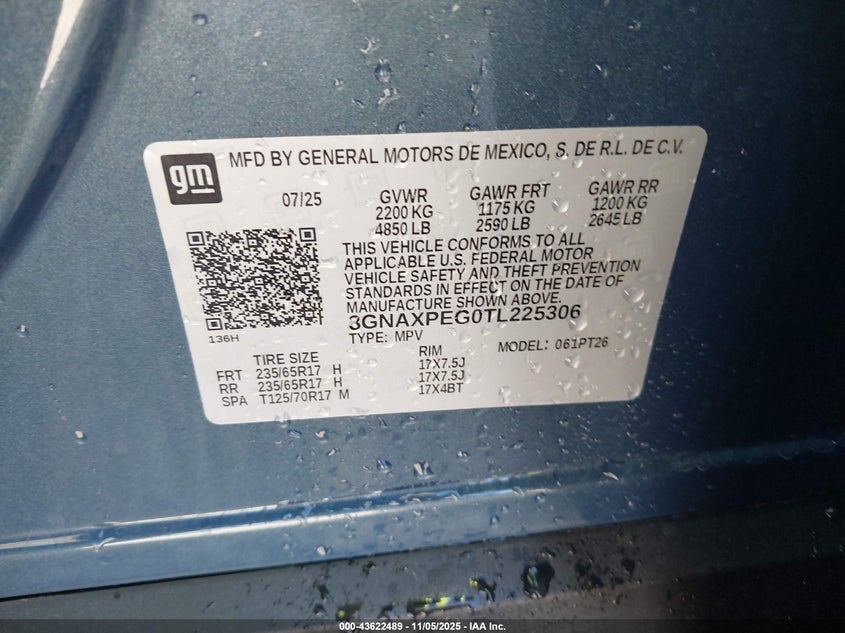 gm
MFD BY GENERAL MOTORS DE MEXICO, S. DE R.L. DE C.V.
07/25 GVWR GAWR FRT GAWR RR
2200 KG 1175 KG 1200 KG
4850 LB 2590 LB 2645 LB
THIS VEHICLE CONFORMS TO ALL
APPLICABLE U.S. FEDERAL MOTOR
VEHICLE SAFETY AND THEFT PREVENTION
STANDARDS IN EFFECT ON THE DATE OF
MANUFACTURE SHOWN ABOVE.
3GNAXPEG0TL225306
136H
TYPE: MPV MODEL: 061PT26
TIRE SIZE RIM
FRT 235/65R17 H 17X7.5J
RR 235/65R17 H 17X7.5J
SPA T125/70R17 M 17X4BT
000-43622489 - 11/05/2025 - IAA Inc.